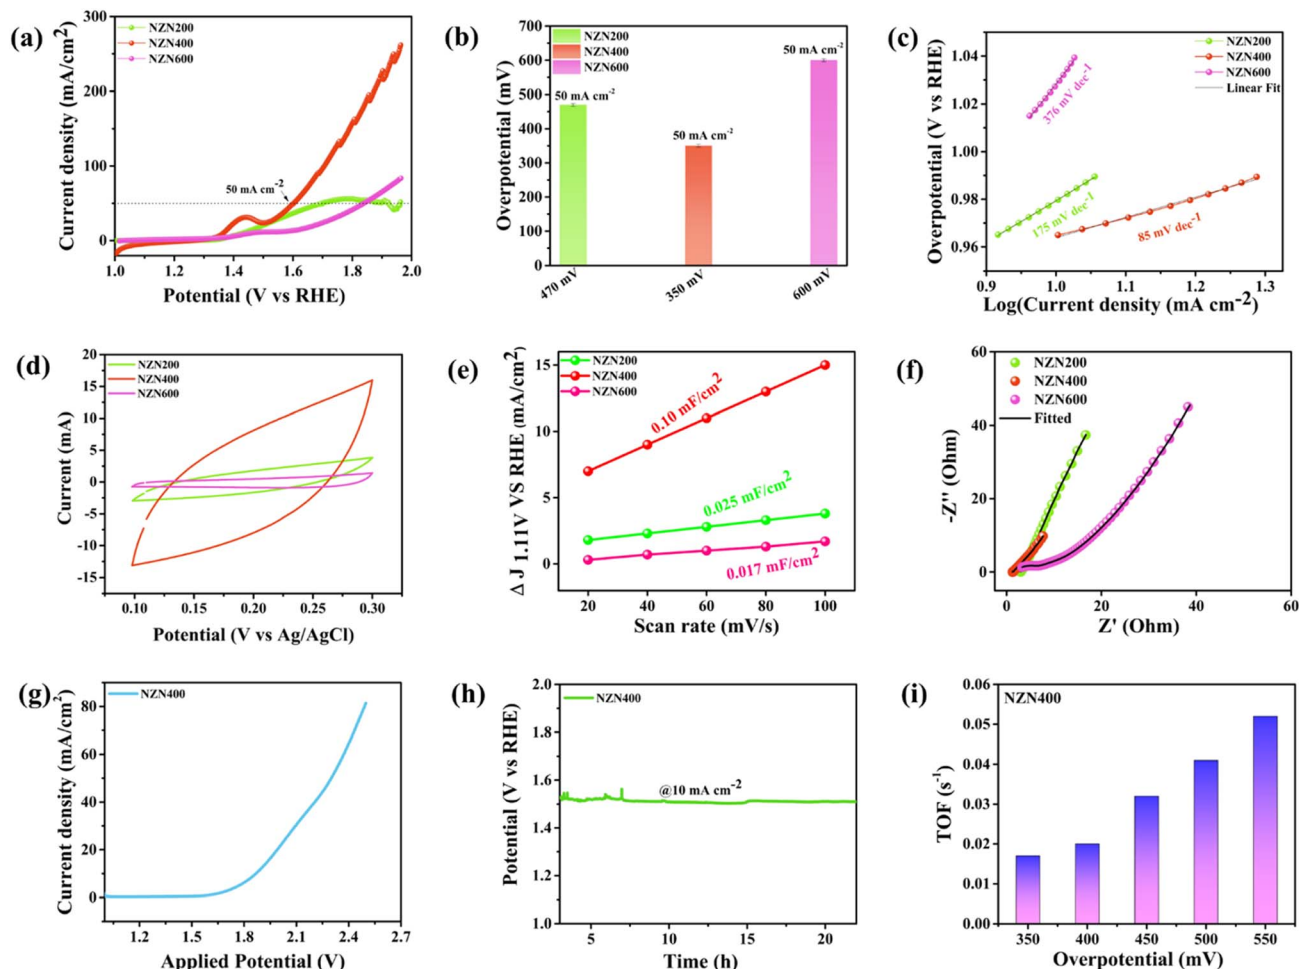 (a)
NZN200
NZN400
NZN600
Current density (mA/cm²)
300
250
200
150
100
50
0
50 mA cm⁻²
1.0 1.2 1.4 1.6 1.8 2.0
Potential (V vs RHE)
(b)
NZN200
NZN400
NZN600
Overpotential (mV)
700
600
500
400
300
200
100
0
50 mA cm⁻²
50 mA cm⁻²
50 mA cm⁻²
470 mV 350 mV 600 mV
(c)
NZN200
NZN400
NZN600
Linear Fit
Overpotential (V vs RHE)
1.04
1.02
1.00
0.98
0.96
376 mV dec⁻¹
175 mV dec⁻¹
85 mV dec⁻¹
0.9 1.0 1.1 1.2 1.3
Log(Current density (mA cm⁻²)
(d)
NZN200
NZN400
NZN600
Current (mA)
20
15
10
5
0
-5
-10
-15
0.10 0.15 0.20 0.25 0.30
Potential (V vs Ag/AgCl)
(e)
NZN200
NZN400
NZN600
Δ J 1.11V VS RHE (mA/cm²)
15
10
5
0
0.10 mF/cm²
0.025 mF/cm²
0.017 mF/cm²
20 40 60 80 100
Scan rate (mV/s)
(f)
NZN200
NZN400
NZN600
Fitted
-Z'' (Ohm)
60
40
20
0
0 20 40 60
Z' (Ohm)
(g)
NZN400
Current density (mA/cm²)
80
60
40
20
0
1.2 1.5 1.8 2.1 2.4 2.7
Applied Potential (V)
(h)
NZN400
Potential (V vs RHE)
2.0
1.8
1.6
1.4
1.2
1.0
@10 mA cm⁻²
5 10 15 20
Time (h)
(i)
NZN400
TOF (s⁻¹)
0.06
0.05
0.04
0.03
0.02
0.01
0.00
350 400 450 500 550
Overpotential (mV)